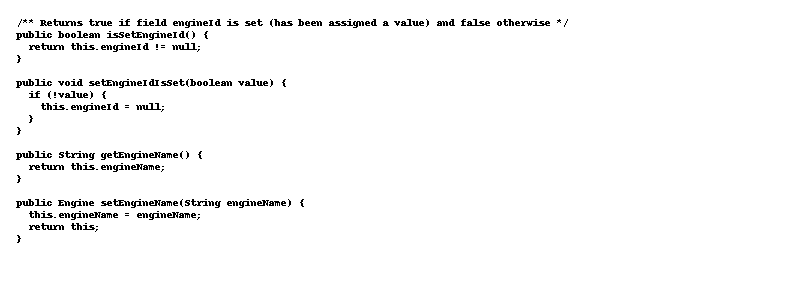 /** Returns true if field engineId is set (has been assigned a value) and false otherwise */
public boolean isSetEngineId() {
  return this.engineId != null;
}

public void setEngineIdIsSet(boolean value) {
  if (!value) {
    this.engineId = null;
  }
}

public String getEngineName() {
  return this.engineName;
}

public Engine setEngineName(String engineName) {
  this.engineName = engineName;
  return this;
}